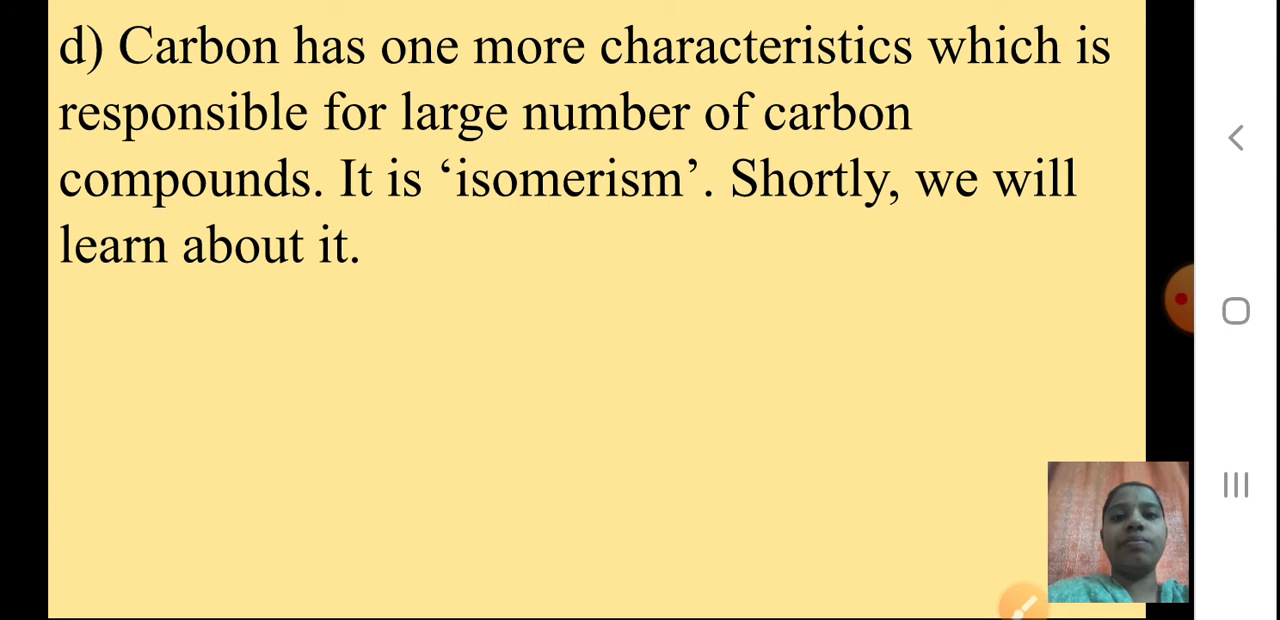 d) Carbon has one more characteristics which is
responsible for large number of carbon
compounds. It is ‘isomerism’. Shortly, we will
learn about it.